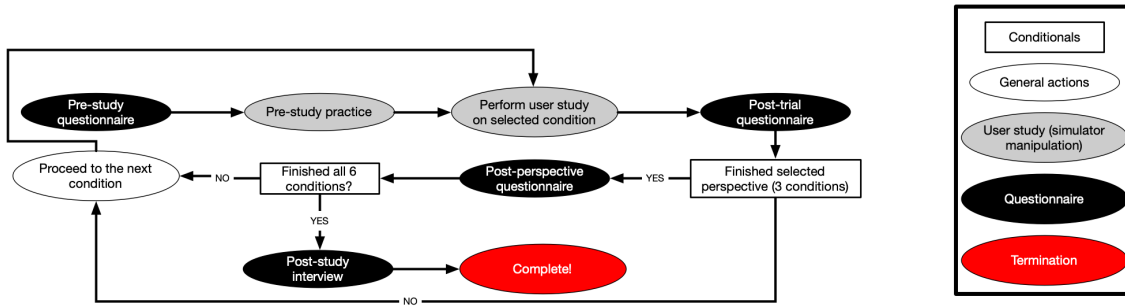 Pre-study
questionnaire
Pre-study practice
Perform user study
on selected condition
Post-trial
questionnaire
Proceed to the next
condition
NO
Finished all 6
conditions?
Post-perspective
questionnaire
YES
Finished selected
perspective (3 conditions)
YES
Post-study
interview
Complete!
NO
Conditionals
General actions
User study (simulator
manipulation)
Questionnaire
Termination